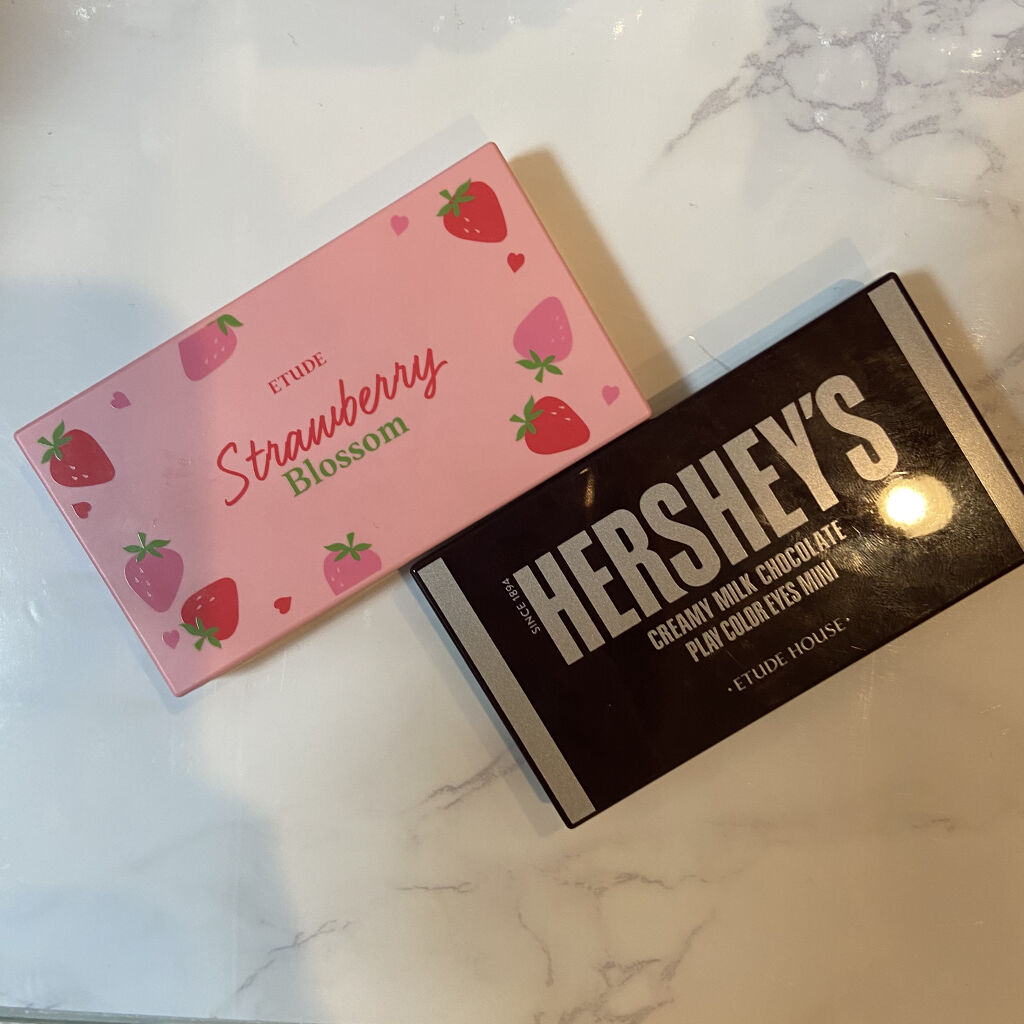 ETUDE
Strawberry
Blossom
SINCE 1894
HERSHEY'S
CREAMY MILK CHOCOLATE
PLAY COLOR EYES MINI
·ETUDE HOUSE·